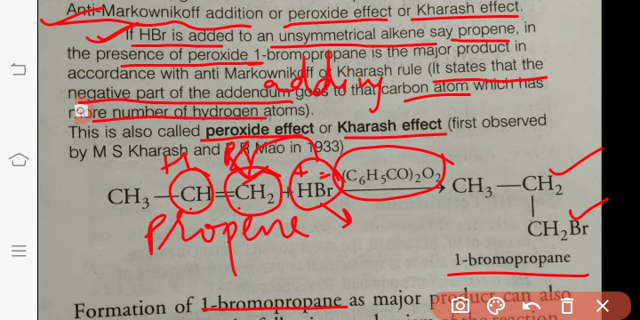 Anti-Markownikoff addition or peroxide effect or Kharash effect.
If HBr is added to an unsymmetrical alkene say propene, in
the presence of peroxide 1-bromopropane is the major product in
accordance with anti Markownikoff or Kharash rule (It states that the
negative part of the addendum goes to that carbon atom which has
adding
more number of hydrogen atoms).
This is also called peroxide effect or Kharash effect (first observed
by M S Kharash and F R Mao in 1933)
H Br
+ -
CH3—CH=CH2 + HBr (C6H5CO)2O2 → CH3—CH2
CH2Br
Propene
1-bromopropane
Formation of 1-bromopropane as major product can also